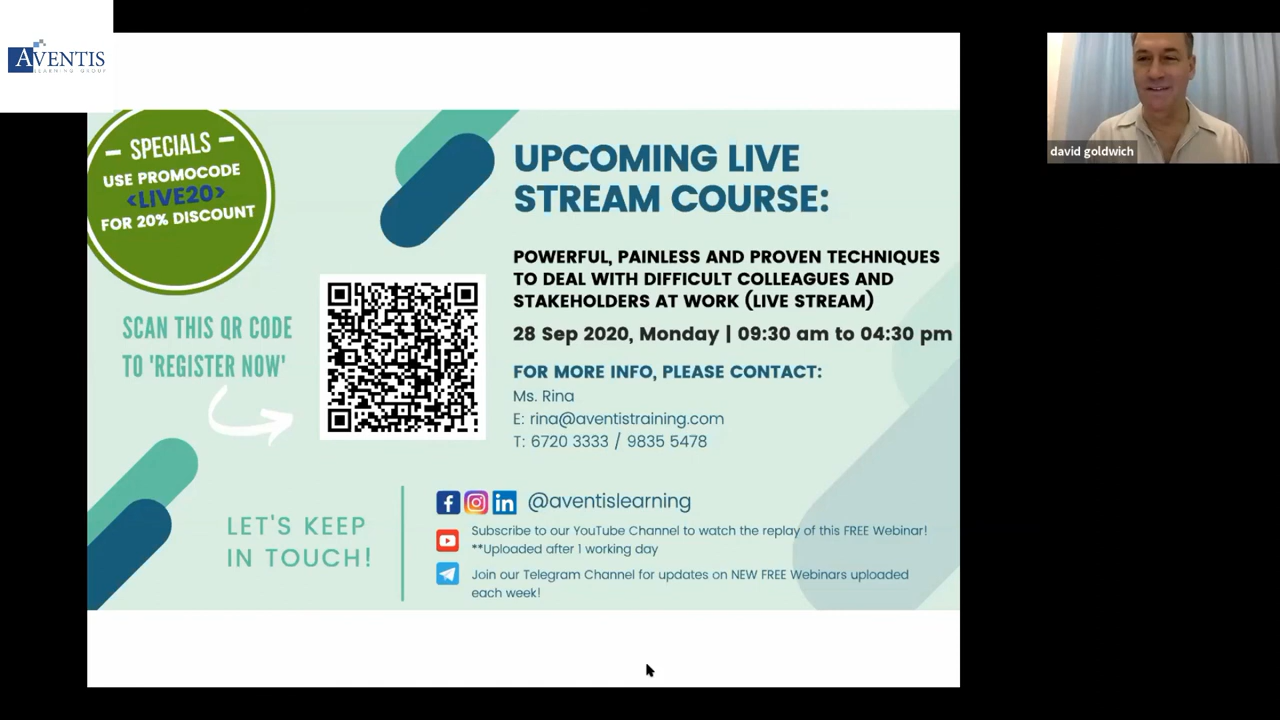 AVENTIS
LEARNING GROUP
SPECIALS
USE PROMOCODE
<LIVE20>
FOR 20% DISCOUNT
SCAN THIS QR CODE
TO 'REGISTER NOW'
UPCOMING LIVE
STREAM COURSE:
POWERFUL, PAINLESS AND PROVEN TECHNIQUES
TO DEAL WITH DIFFICULT COLLEAGUES AND
STAKEHOLDERS AT WORK (LIVE STREAM)
28 Sep 2020, Monday | 09:30 am to 04:30 pm
FOR MORE INFO, PLEASE CONTACT:
Ms. Rina
E: rina@aventistraining.com
T: 6720 3333 / 9835 5478
LET'S KEEP
IN TOUCH!
@aventislearning
Subscribe to our YouTube Channel to watch the replay of this FREE Webinar!
**Uploaded after 1 working day
Join our Telegram Channel for updates on NEW FREE Webinars uploaded
each week!
david goldwich